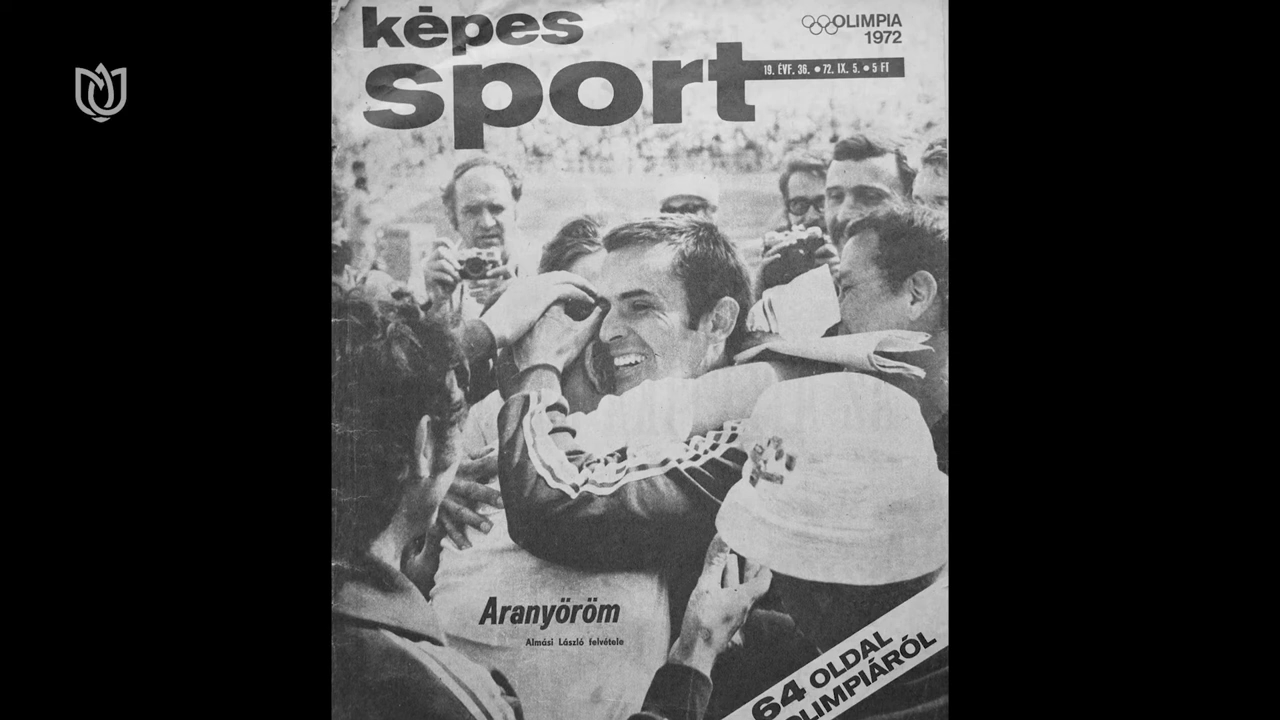 képes
sport
OLIMPIA
1972
19. ÉVF. 36. ● 72. IX. 5. ● 5 FT
Aranyöröm
Almási László felvétele
64 OLDAL
OLIMPIÁRÓL